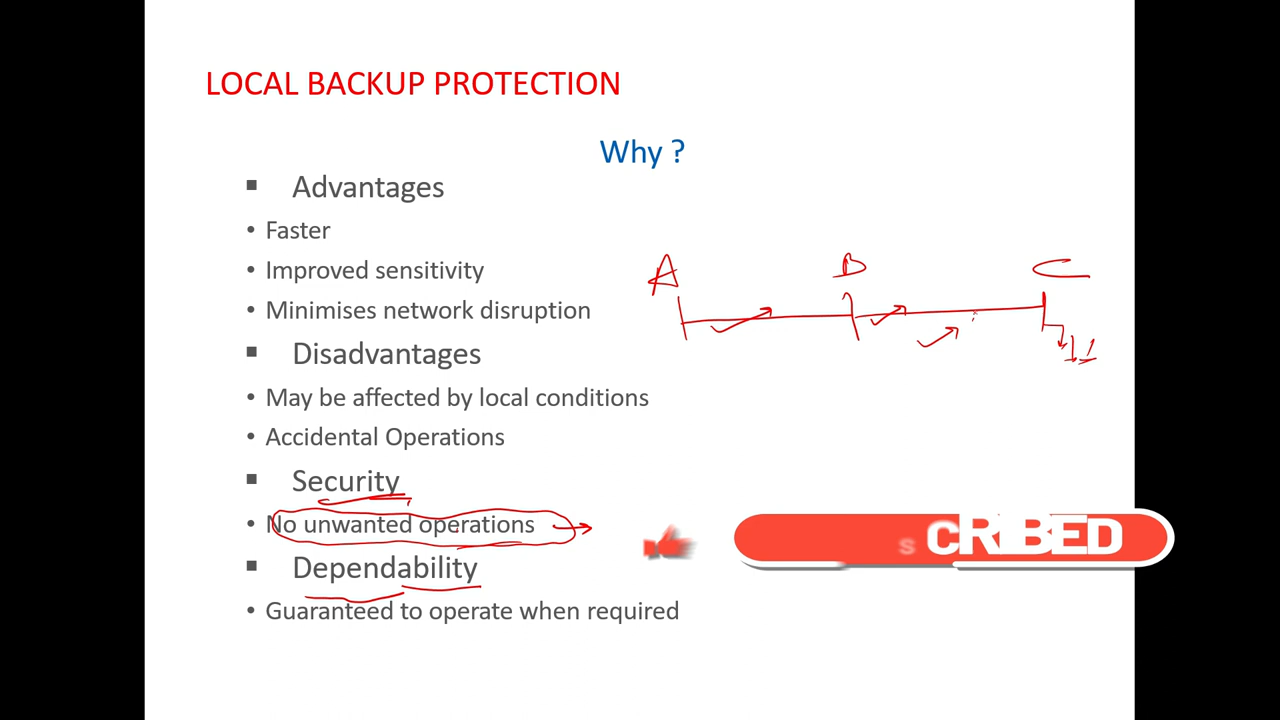 LOCAL BACKUP PROTECTION
Why ?
▪ Advantages
• Faster
• Improved sensitivity
• Minimises network disruption
▪ Disadvantages
• May be affected by local conditions
• Accidental Operations
▪ Security
• No unwanted operations
▪ Dependability
• Guaranteed to operate when required
A B C
S CRIBED